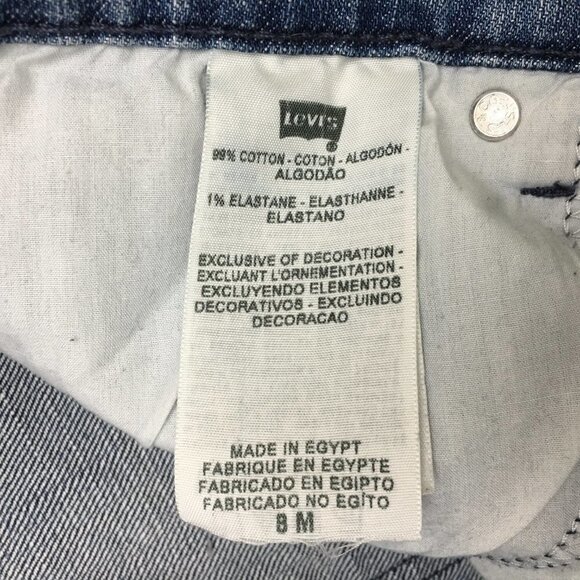 Levi's
®
99% COTTON - COTON - ALGODÓN -
ALGODÃO
1% ELASTANE - ELASTHANNE -
ELASTANO
EXCLUSIVE OF DECORATION -
EXCLUANT L'ORNEMENTATION -
EXCLUYENDO ELEMENTOS
DECORATIVOS - EXCLUINDO
DECORACAO
MADE IN EGYPT
FABRIQUE EN EGYPTE
FABRICADO EN EGIPTO
FABRICADO NO EGÍTO
8 M